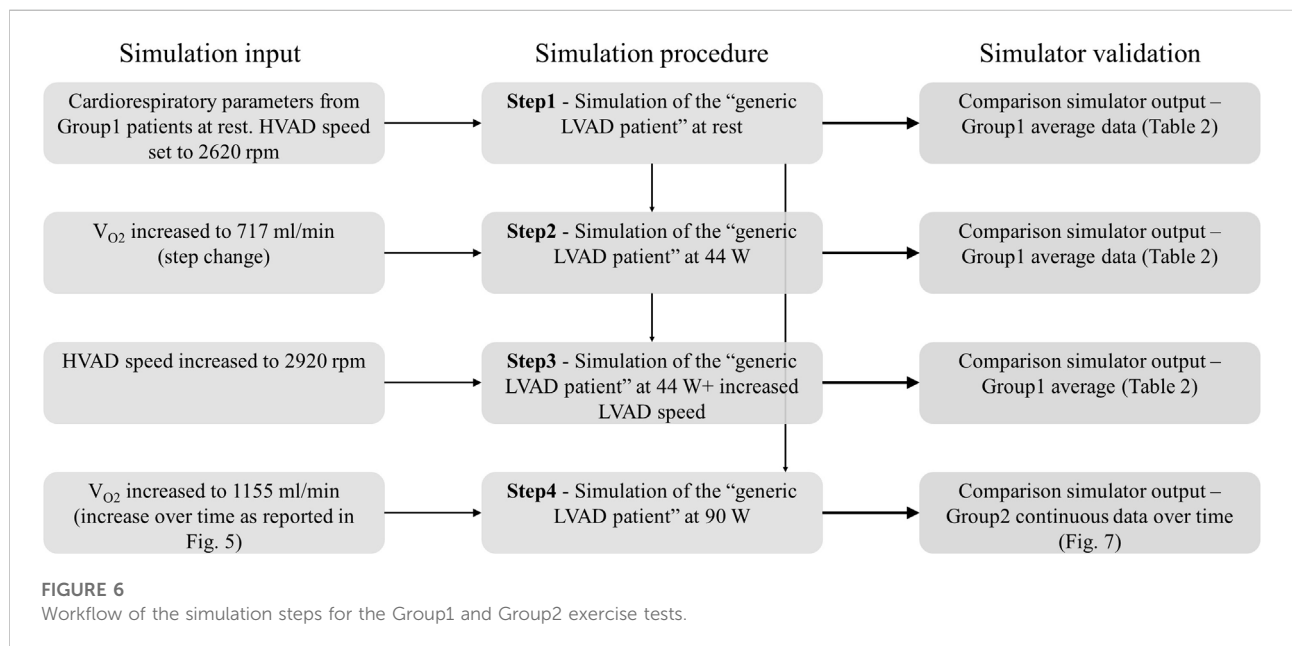 Simulation input
Simulation procedure
Simulator validation
Cardiorespiratory parameters from
Group1 patients at rest. HVAD speed
set to 2620 rpm
Step1 - Simulation of the “generic
LVAD patient” at rest
Comparison simulator output –
Group1 average data (Table 2)
V_O2 increased to 717 ml/min
(step change)
Step2 - Simulation of the “generic
LVAD patient” at 44 W
Comparison simulator output –
Group1 average data (Table 2)
HVAD speed increased to 2920 rpm
Step3 - Simulation of the “generic
LVAD patient” at 44 W+ increased
LVAD speed
Comparison simulator output –
Group1 average (Table 2)
V_O2 increased to 1155 ml/min
(increase over time as reported in
Fig. 5)
Step4 - Simulation of the “generic
LVAD patient” at 90 W
Comparison simulator output –
Group2 continuous data over time
(Fig. 7)
FIGURE 6
Workflow of the simulation steps for the Group1 and Group2 exercise tests.